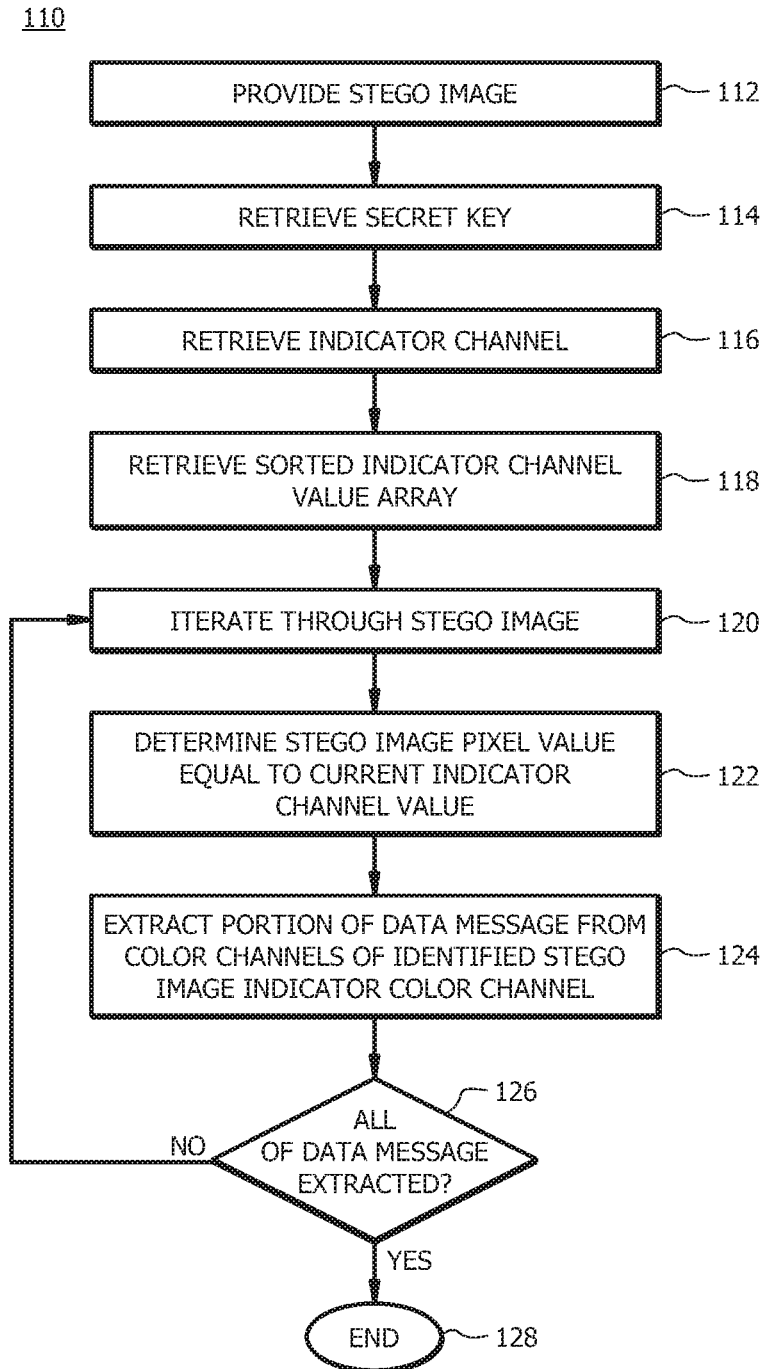 110
PROVIDE STEGO IMAGE
112
RETRIEVE SECRET KEY
114
RETRIEVE INDICATOR CHANNEL
116
RETRIEVE SORTED INDICATOR CHANNEL
VALUE ARRAY
118
ITERATE THROUGH STEGO IMAGE
120
DETERMINE STEGO IMAGE PIXEL VALUE
EQUAL TO CURRENT INDICATOR
CHANNEL VALUE
122
EXTRACT PORTION OF DATA MESSAGE FROM
COLOR CHANNELS OF IDENTIFIED STEGO
IMAGE INDICATOR COLOR CHANNEL
124
126
ALL
OF DATA MESSAGE
EXTRACTED?
NO
YES
END
128